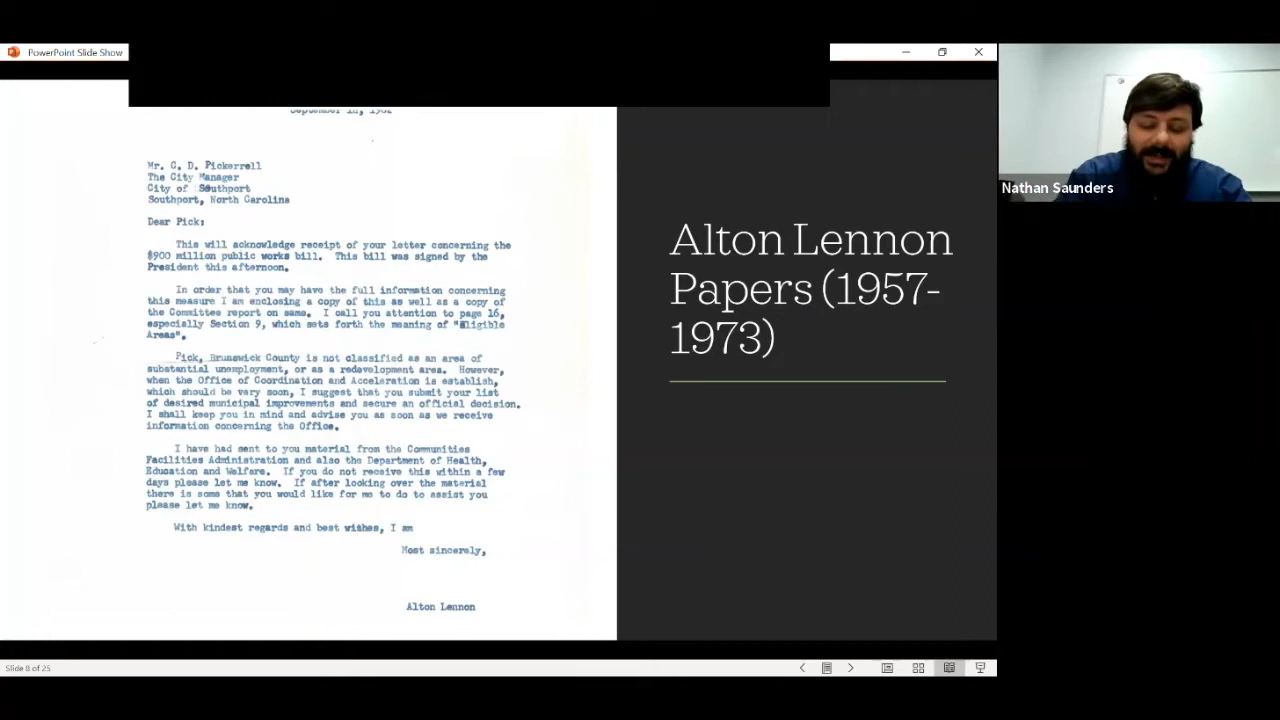 PowerPoint Slide Show
Mr. C. D. Pickerrell
The City Manager
City of Southport
Southport, North Carolina
Dear Pick:
This will acknowledge receipt of your letter concerning the
$900 million public works bill. This bill was signed by the
President this afternoon.
In order that you may have the full information concerning
this measure I am enclosing a copy of this as well as a copy of
the Committee report on same. I call you attention to page 16,
especially Section 9, which sets forth the meaning of "Eligible
Areas".
Pick, Brunswick County is not classified as an area of
substantial unemployment, or as a redevelopment area. However,
when the Office of Coordination and Acceleration is establish,
which should be very soon, I suggest that you submit your list
of desired municipal improvements and secure an official decision.
I shall keep you in mind and advise you as soon as we receive
information concerning the Office.
I have had sent to you material from the Communities
Facilities Administration and also the Department of Health,
Education and Welfare. If you do not receive this within a few
days please let me know. If after looking over the material
there is some that you would like for me to do to assist you
please let me know.
With kindest regards and best wishes, I am
Most sincerely,
Alton Lennon
Alton Lennon
Papers (1957-
1973)
Nathan Saunders
Slide 8 of 25